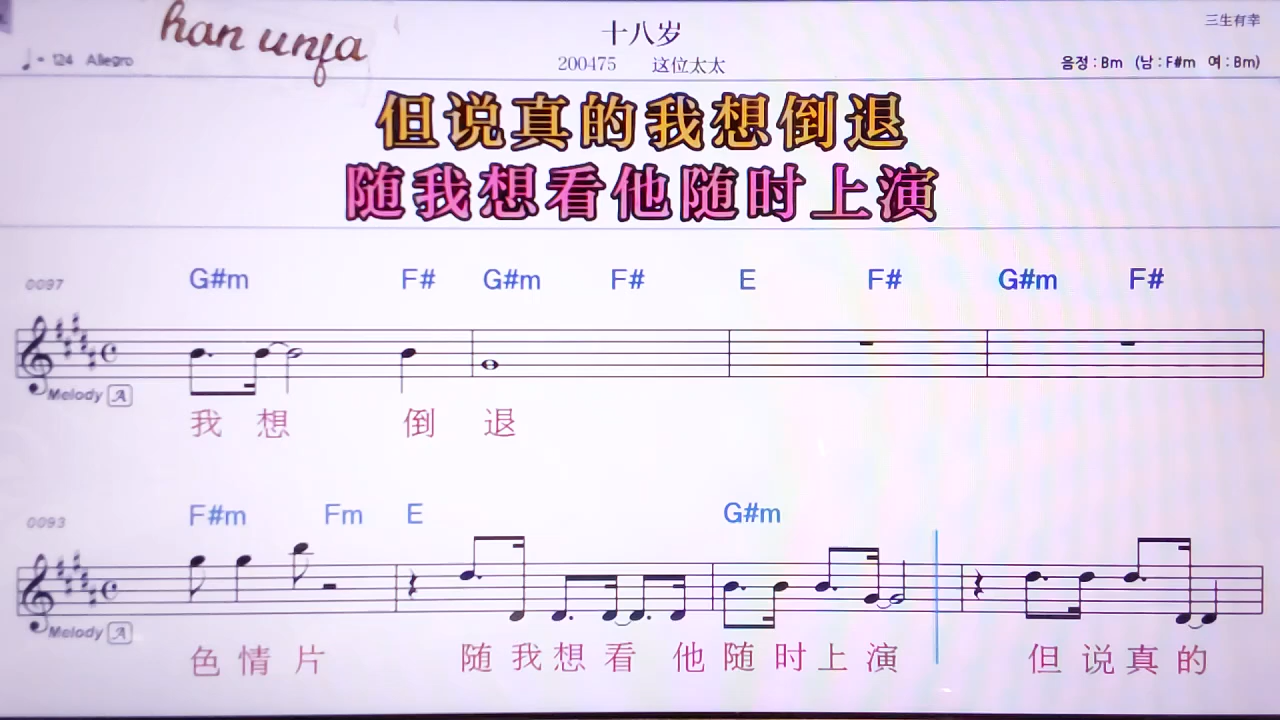 han unfa
十八岁
三生有幸
♩= 124 Allegro
200475 这位太太
음정 : Bm (남 : F#m 여 : Bm)
但说真的我想倒退
随我想看他随时上演
0097 G#m F# G#m F# E F# G#m F#
Melody A
我 想 倒 退
0093 F#m Fm E G#m
Melody A
色 情 片 随 我 想 看 他 随 时 上 演 但 说 真 的